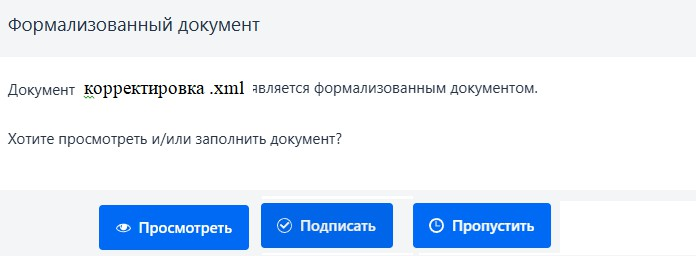 Формализованный документ
Документ корректировка .xml является формализованным документом.
Хотите просмотреть и/или заполнить документ?
Просмотреть Подписать Пропустить